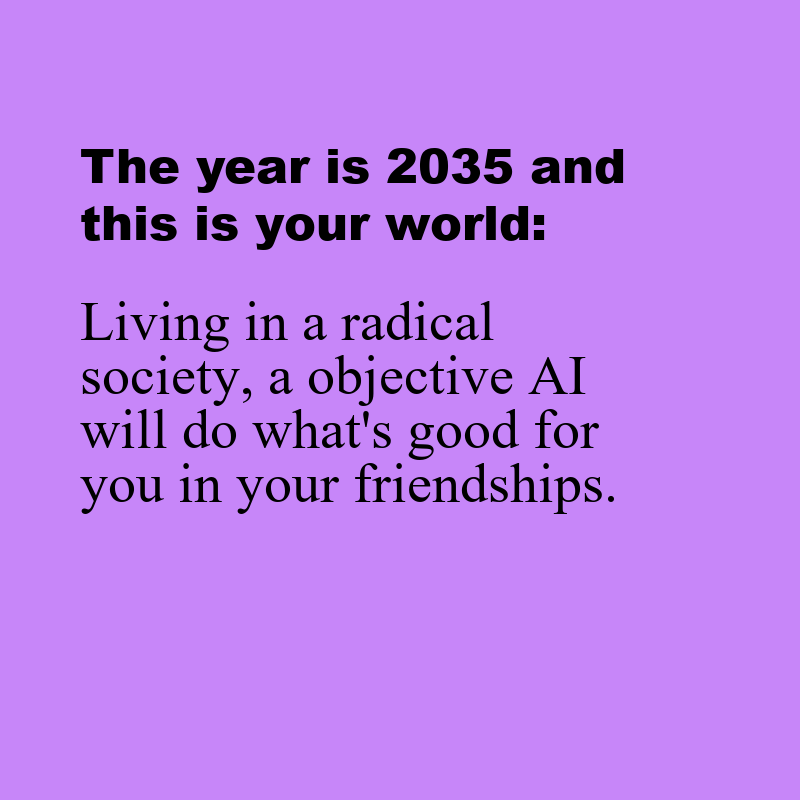 The year is 2035 and
this is your world:
Living in a radical
society, a objective AI
will do what's good for
you in your friendships.